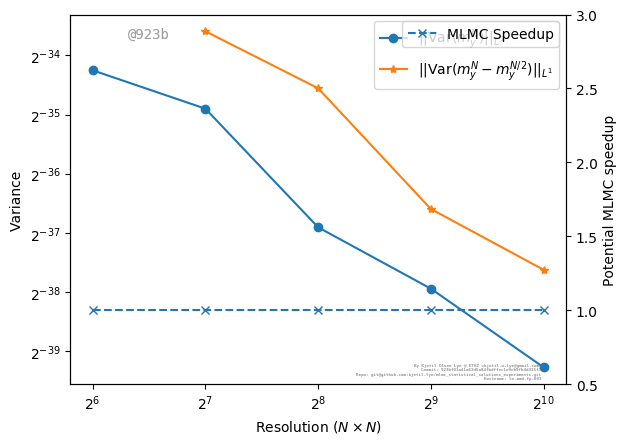 @923b
MLMC Speedup
||Var(m_y^N − m_y^{N/2})||_{L^1}
2^{−34}
2^{−35}
2^{−36}
2^{−37}
2^{−38}
2^{−39}
Variance
3.0
2.5
2.0
1.5
1.0
0.5
Potential MLMC speedup
2^6
2^7
2^8
2^9
2^{10}
Resolution (N × N)